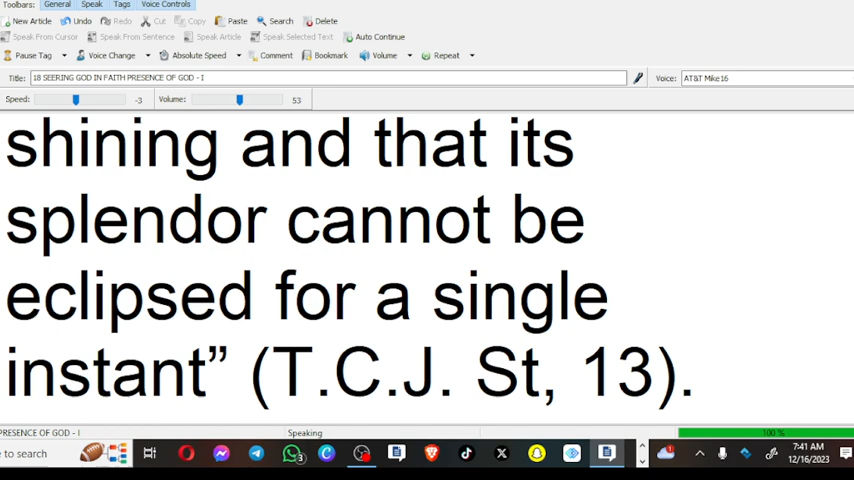 Toolbars: General Speak Tags Voice Controls
New Article Undo Redo Cut Copy Paste Search Delete
Speak From Cursor Speak From Sentence Speak Article Speak Selected Text Auto Continue
Pause Tag Voice Change Absolute Speed Comment Bookmark Volume Repeat
Title: 18 SEERING GOD IN FAITH PRESENCE OF GOD - I Voice: AT&T Mike16
Speed: -3 Volume: 53
shining and that its
splendor cannot be
eclipsed for a single
instant” (T.C.J. St, 13).
PRESENCE OF GOD - I Speaking 100 %
e to search 3 7:41 AM
12/16/2023